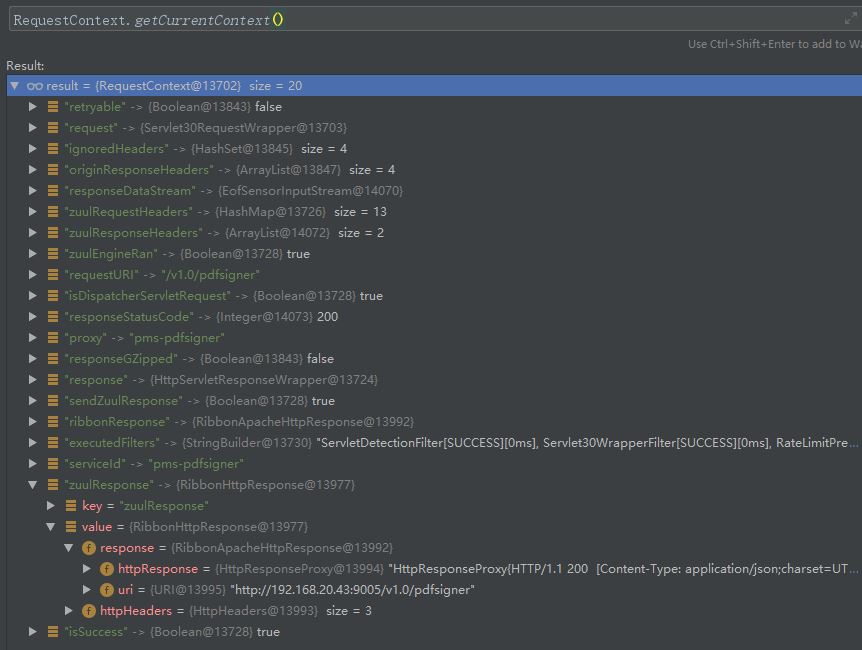 RequestContext.getCurrentContext()
Use Ctrl+Shift+Enter to add to Wa
Result:
result = {RequestContext@13702} size = 20
"retryable" -> {Boolean@13843} false
"request" -> {Servlet30RequestWrapper@13703}
"ignoredHeaders" -> {HashSet@13845} size = 4
"originResponseHeaders" -> {ArrayList@13847} size = 4
"responseDataStream" -> {EofSensorInputStream@14070}
"zuulRequestHeaders" -> {HashMap@13726} size = 13
"zuulResponseHeaders" -> {ArrayList@14072} size = 2
"zuulEngineRan" -> {Boolean@13728} true
"requestURI" -> "/v1.0/pdfsigner"
"isDispatcherServletRequest" -> {Boolean@13728} true
"responseStatusCode" -> {Integer@14073} 200
"proxy" -> "pms-pdfsigner"
"responseGZipped" -> {Boolean@13843} false
"response" -> {HttpServletResponseWrapper@13724}
"sendZuulResponse" -> {Boolean@13728} true
"ribbonResponse" -> {RibbonApacheHttpResponse@13992}
"executedFilters" -> {StringBuilder@13730} "ServletDetectionFilter[SUCCESS][0ms], Servlet30WrapperFilter[SUCCESS][0ms], RateLimitPre...
"serviceId" -> "pms-pdfsigner"
"zuulResponse" -> {RibbonHttpResponse@13977}
key = "zuulResponse"
value = {RibbonHttpResponse@13977}
f response = {RibbonApacheHttpResponse@13992}
f httpResponse = {HttpResponseProxy@13994} "HttpResponseProxy{HTTP/1.1 200 [Content-Type: application/json;charset=UT...
f uri = {URI@13995} "http://192.168.20.43:9005/v1.0/pdfsigner"
f httpHeaders = {HttpHeaders@13993} size = 3
"isSuccess" -> {Boolean@13728} true